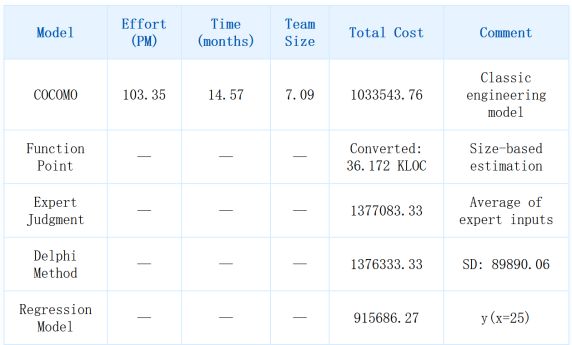 Model Effort (PM) Time (months) Team Size Total Cost Comment
COCOMO 103.35 14.57 7.09 1033543.76 Classic engineering model
Function Point — — — Converted: 36.172 KLOC Size-based estimation
Expert Judgment — — — 1377083.33 Average of expert inputs
Delphi Method — — — 1376333.33 SD: 89890.06
Regression Model — — — 915686.27 y(x=25)